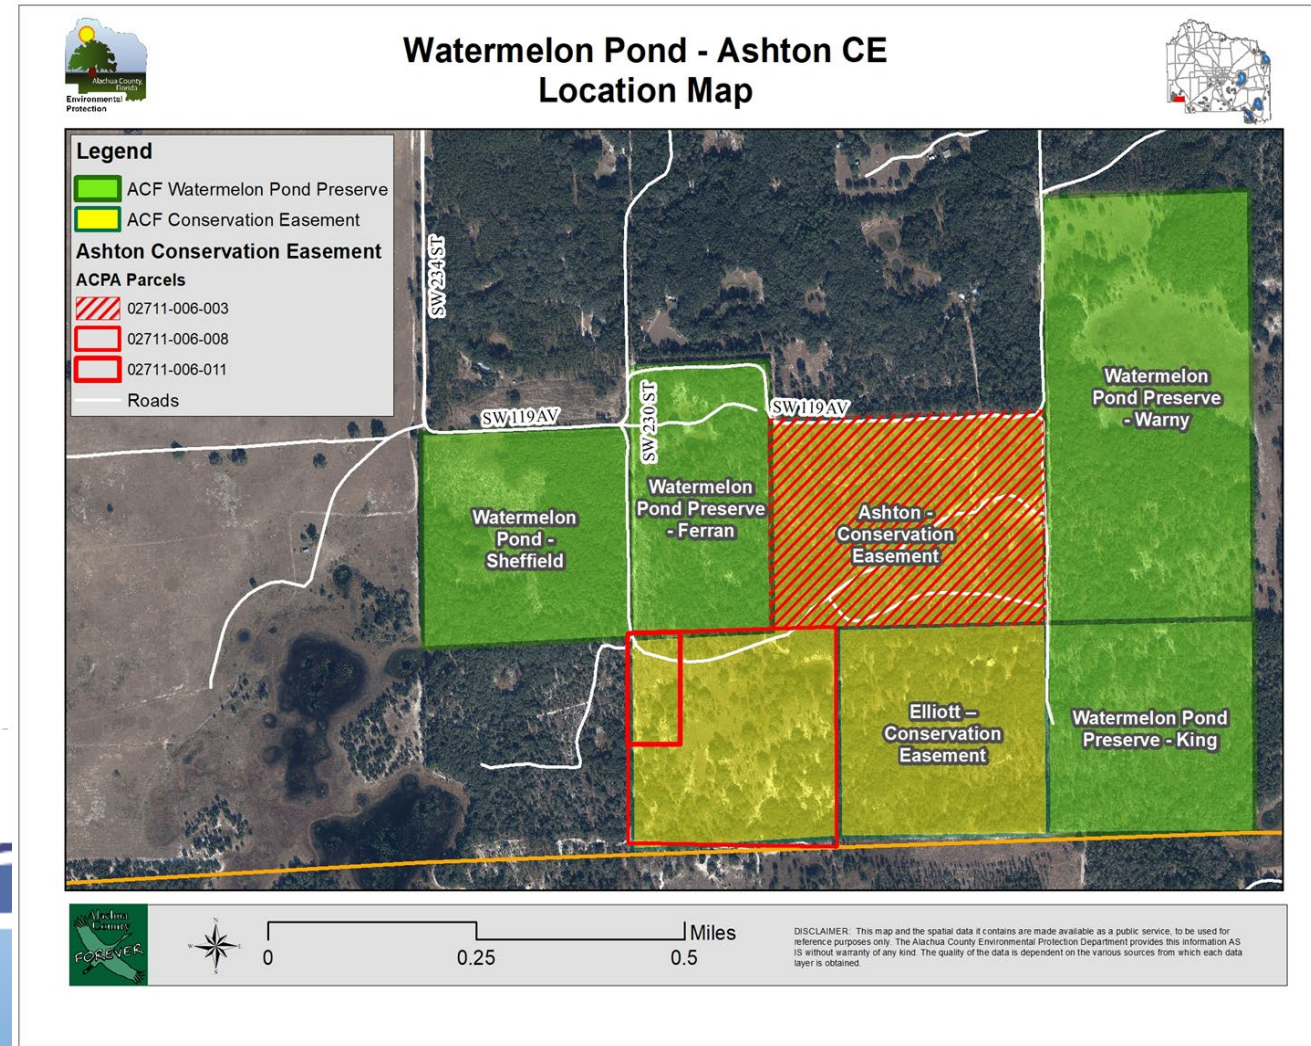 Watermelon Pond - Ashton CE
Location Map
Alachua County,
Florida
Environmental
Protection
Legend
ACF Watermelon Pond Preserve
ACF Conservation Easement
Ashton Conservation Easement
ACPA Parcels
02711-006-003
02711-006-008
02711-006-011
Roads
SW 234 ST
SW 119 AV
SW 230 ST
SW 119 AV
Watermelon
Pond Preserve
- Warny
Watermelon
Pond -
Sheffield
Watermelon
Pond Preserve
- Ferran
Ashton -
Conservation
Easement
Elliott –
Conservation
Easement
Watermelon Pond
Preserve - King
Alachua
County
FOREVER
N
W
E
S
Miles
0
0.25
0.5
DISCLAIMER: This map and the spatial data it contains are made available as a public service, to be used for
reference purposes only. The Alachua County Environmental Protection Department provides this information AS
IS without warranty of any kind. The quality of the data is dependent on the various sources from which each data
layer is obtained.